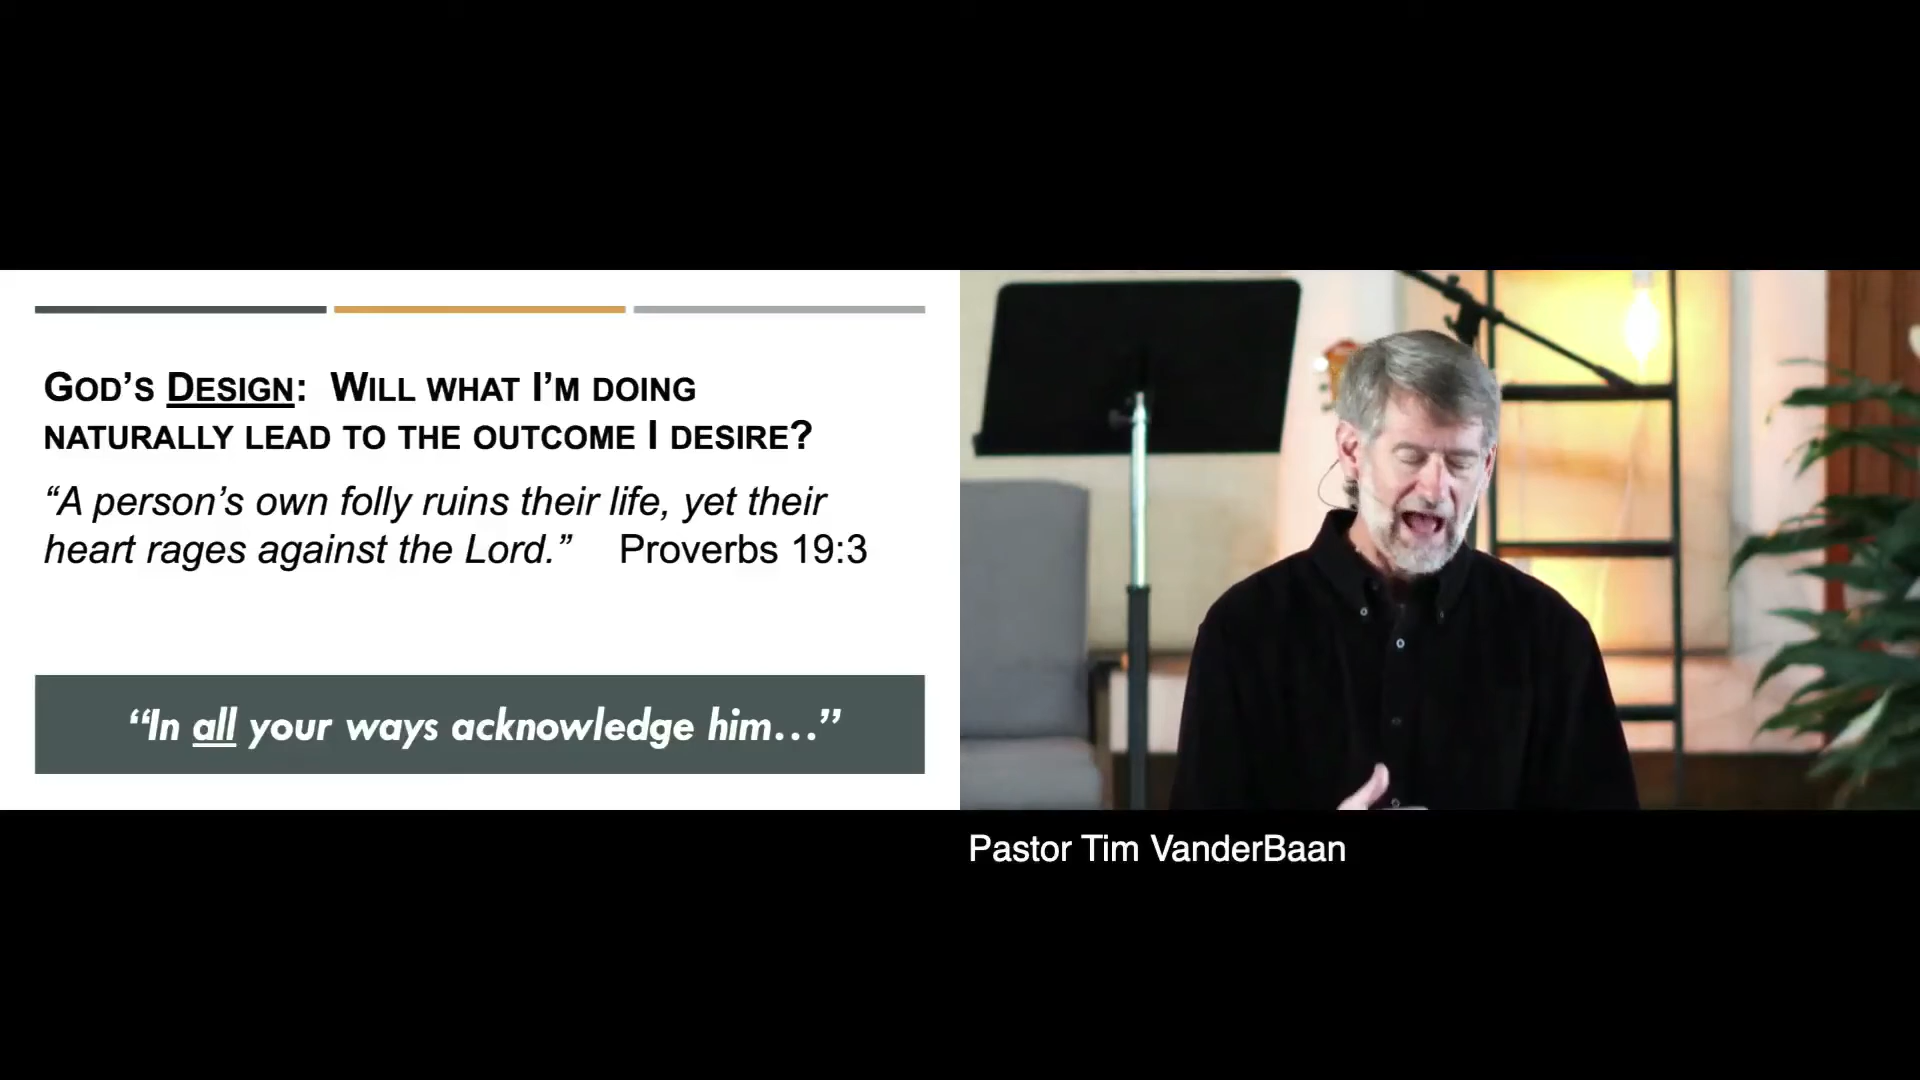 God's Design: Will what I'm doing
naturally lead to the outcome I desire?
“A person's own folly ruins their life, yet their
heart rages against the Lord.” Proverbs 19:3
“In all your ways acknowledge him...”
Pastor Tim VanderBaan